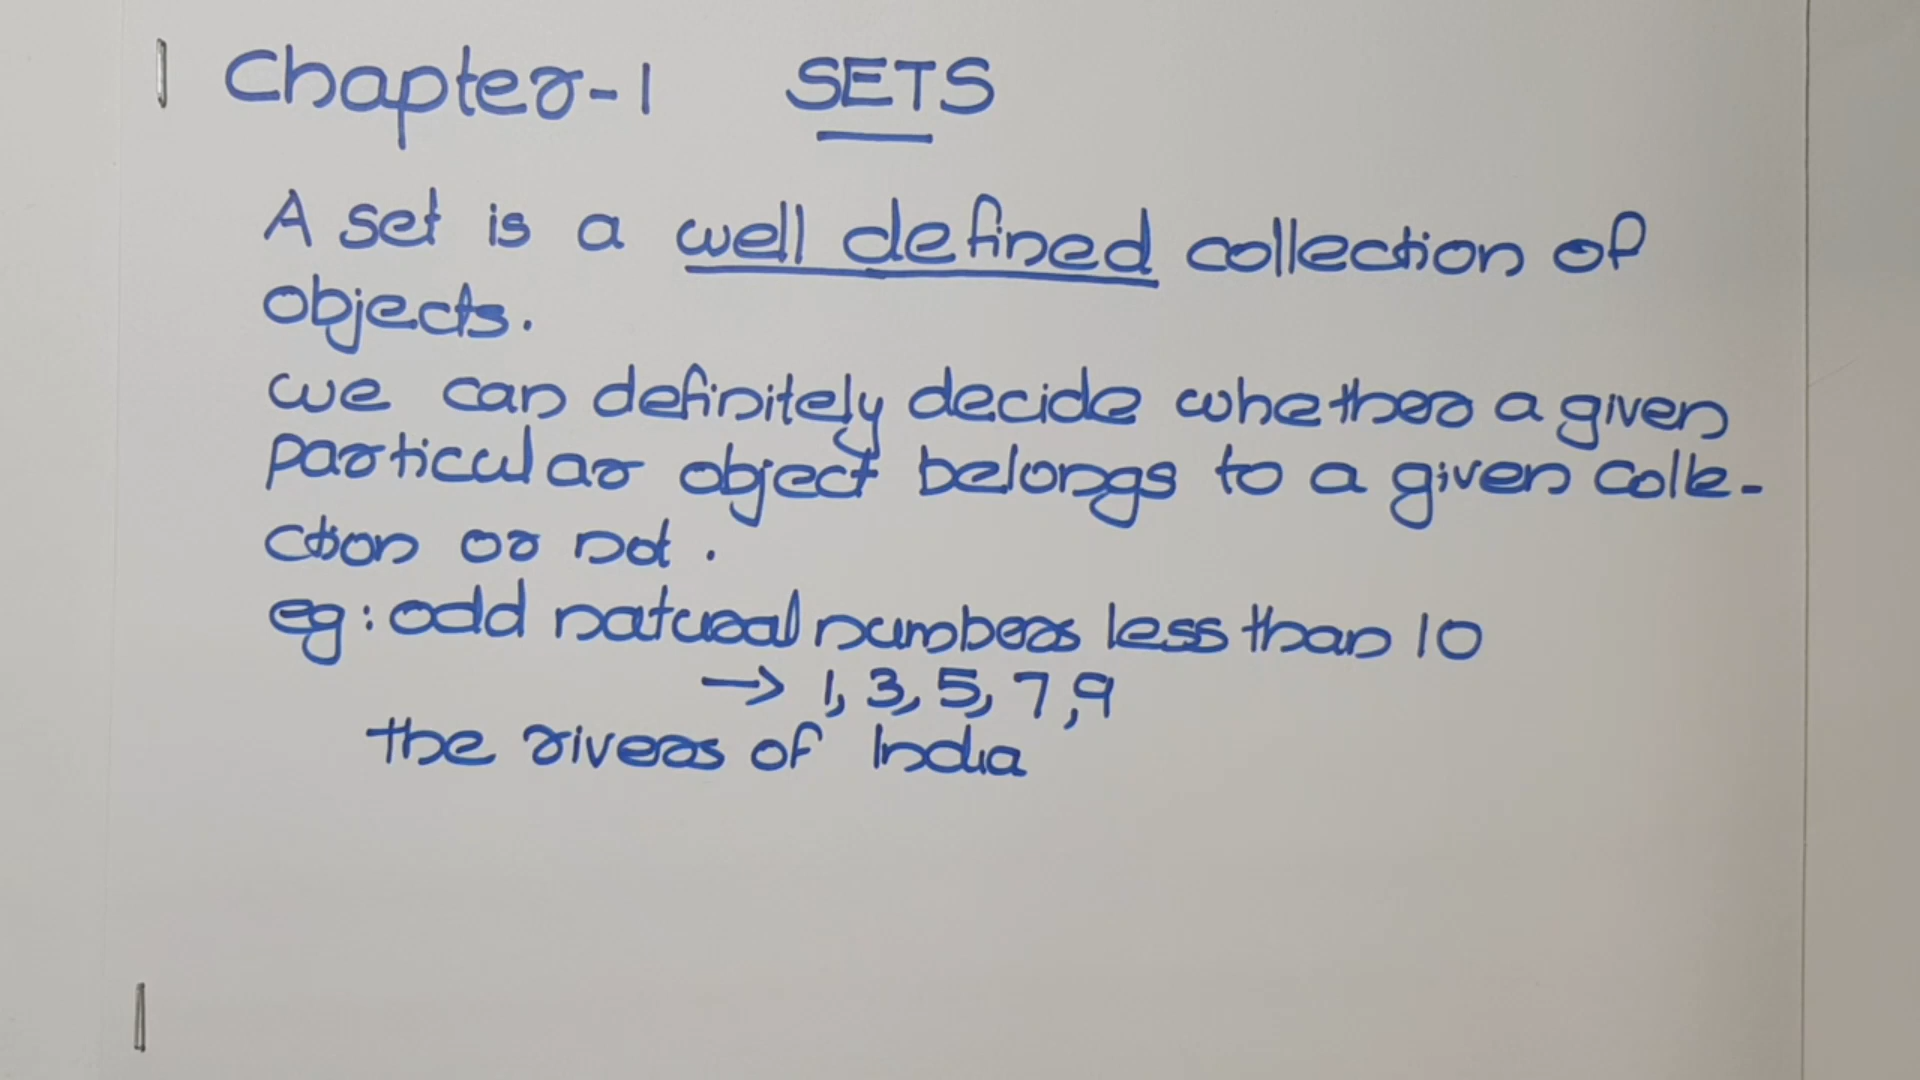 Chapter-1 SETS
A set is a well defined collection of
objects.
we can definitely decide whether a given
particular object belongs to a given colle-
ction or not.
eg: odd natural numbers less than 10
→ 1, 3, 5, 7, 9
the rivers of India